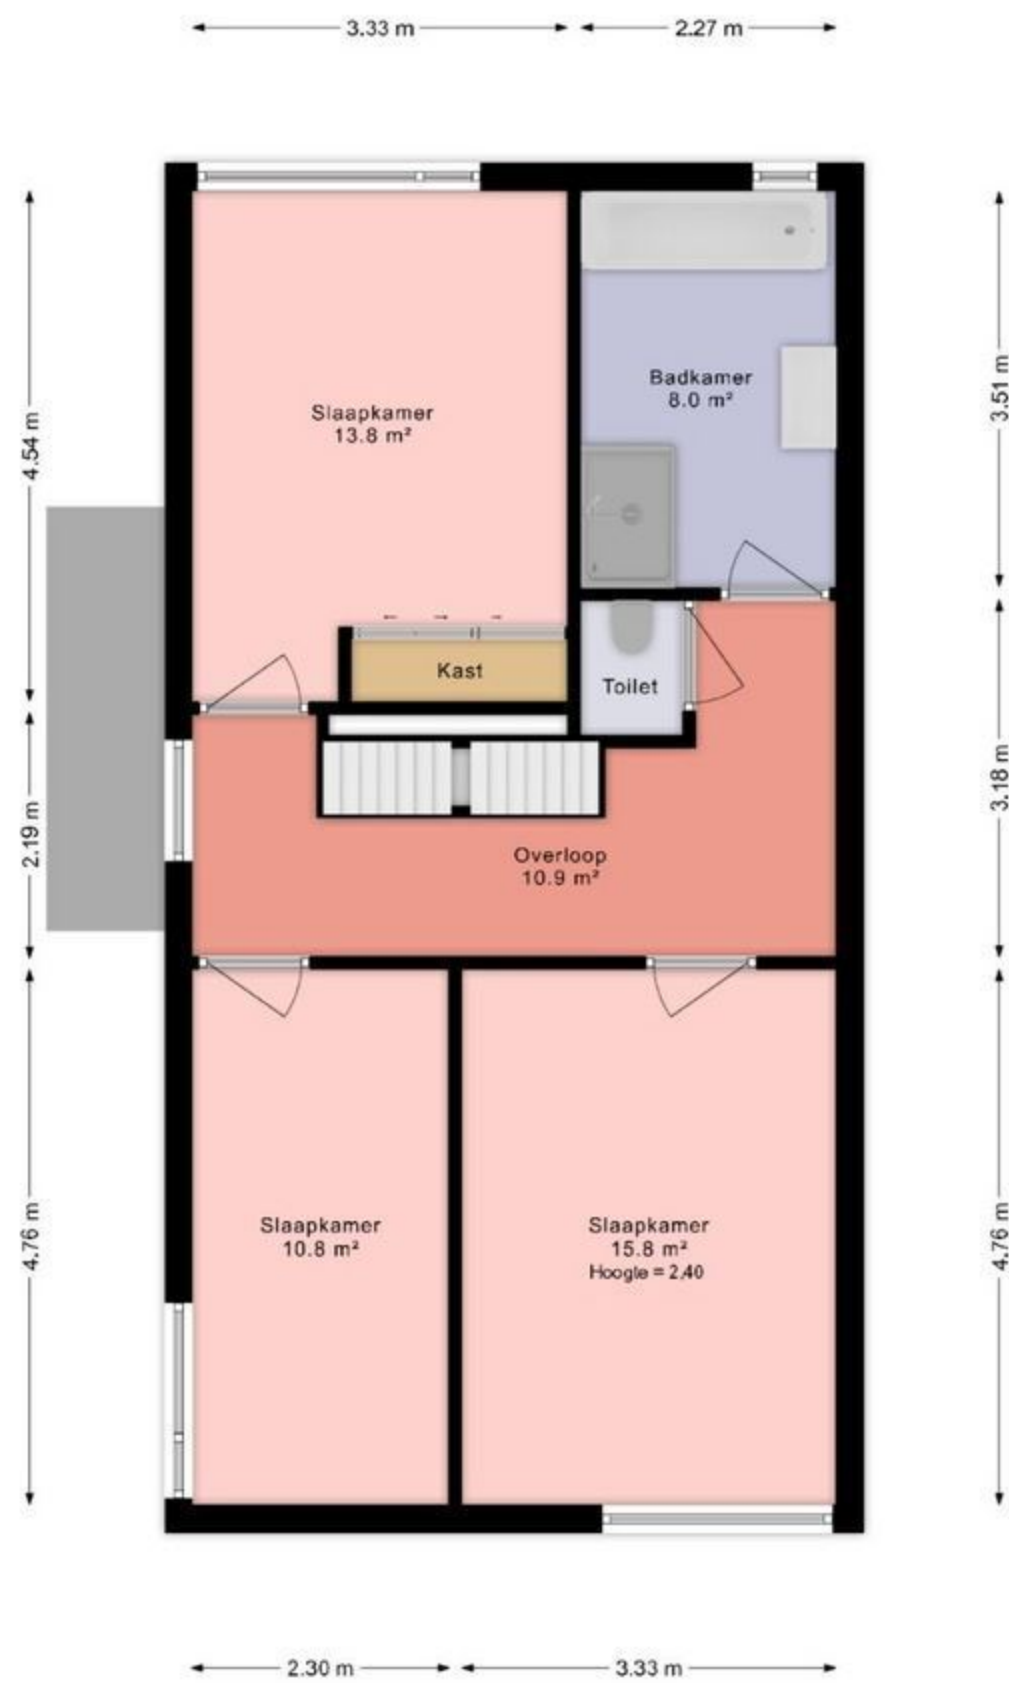 3.33 m
2.27 m
Slaapkamer
13.8 m²
Badkamer
8.0 m²
4.54 m
3.51 m
Kast
Toilet
2.19 m
3.18 m
Overloop
10.9 m²
Slaapkamer
10.8 m²
Slaapkamer
15.8 m²
Hoogte = 2.40
4.76 m
4.76 m
2.30 m
3.33 m